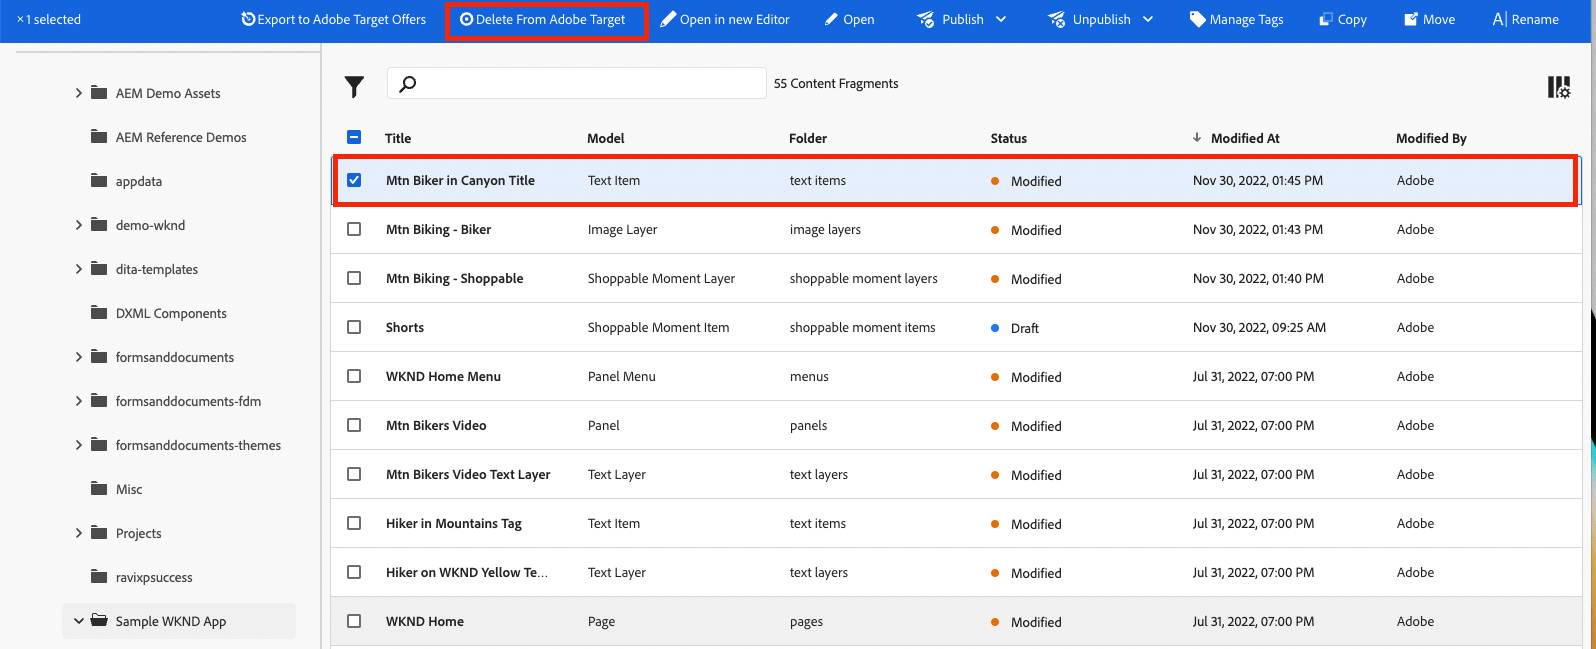 × 1 selected
Export to Adobe Target Offers
Delete From Adobe Target
Open in new Editor
Open
Publish
Unpublish
Manage Tags
Copy
Move
Rename
AEM Demo Assets
AEM Reference Demos
appdata
demo-wknd
dita-templates
DXML Components
formsanddocuments
formsanddocuments-fdm
formsanddocuments-themes
Misc
Projects
ravixpsuccess
Sample WKND App
55 Content Fragments
Title Model Folder Status Modified At Modified By
Mtn Biker in Canyon Title Text Item text items Modified Nov 30, 2022, 01:45 PM Adobe
Mtn Biking - Biker Image Layer image layers Modified Nov 30, 2022, 01:43 PM Adobe
Mtn Biking - Shoppable Shoppable Moment Layer shoppable moment layers Modified Nov 30, 2022, 01:40 PM Adobe
Shorts Shoppable Moment Item shoppable moment items Draft Nov 30, 2022, 09:25 AM Adobe
WKND Home Menu Panel Menu menus Modified Jul 31, 2022, 07:00 PM Adobe
Mtn Bikers Video Panel panels Modified Jul 31, 2022, 07:00 PM Adobe
Mtn Bikers Video Text Layer Text Layer text layers Modified Jul 31, 2022, 07:00 PM Adobe
Hiker in Mountains Tag Text Item text items Modified Jul 31, 2022, 07:00 PM Adobe
Hiker on WKND Yellow Te... Text Layer text layers Modified Jul 31, 2022, 07:00 PM Adobe
WKND Home Page pages Modified Jul 31, 2022, 07:00 PM Adobe